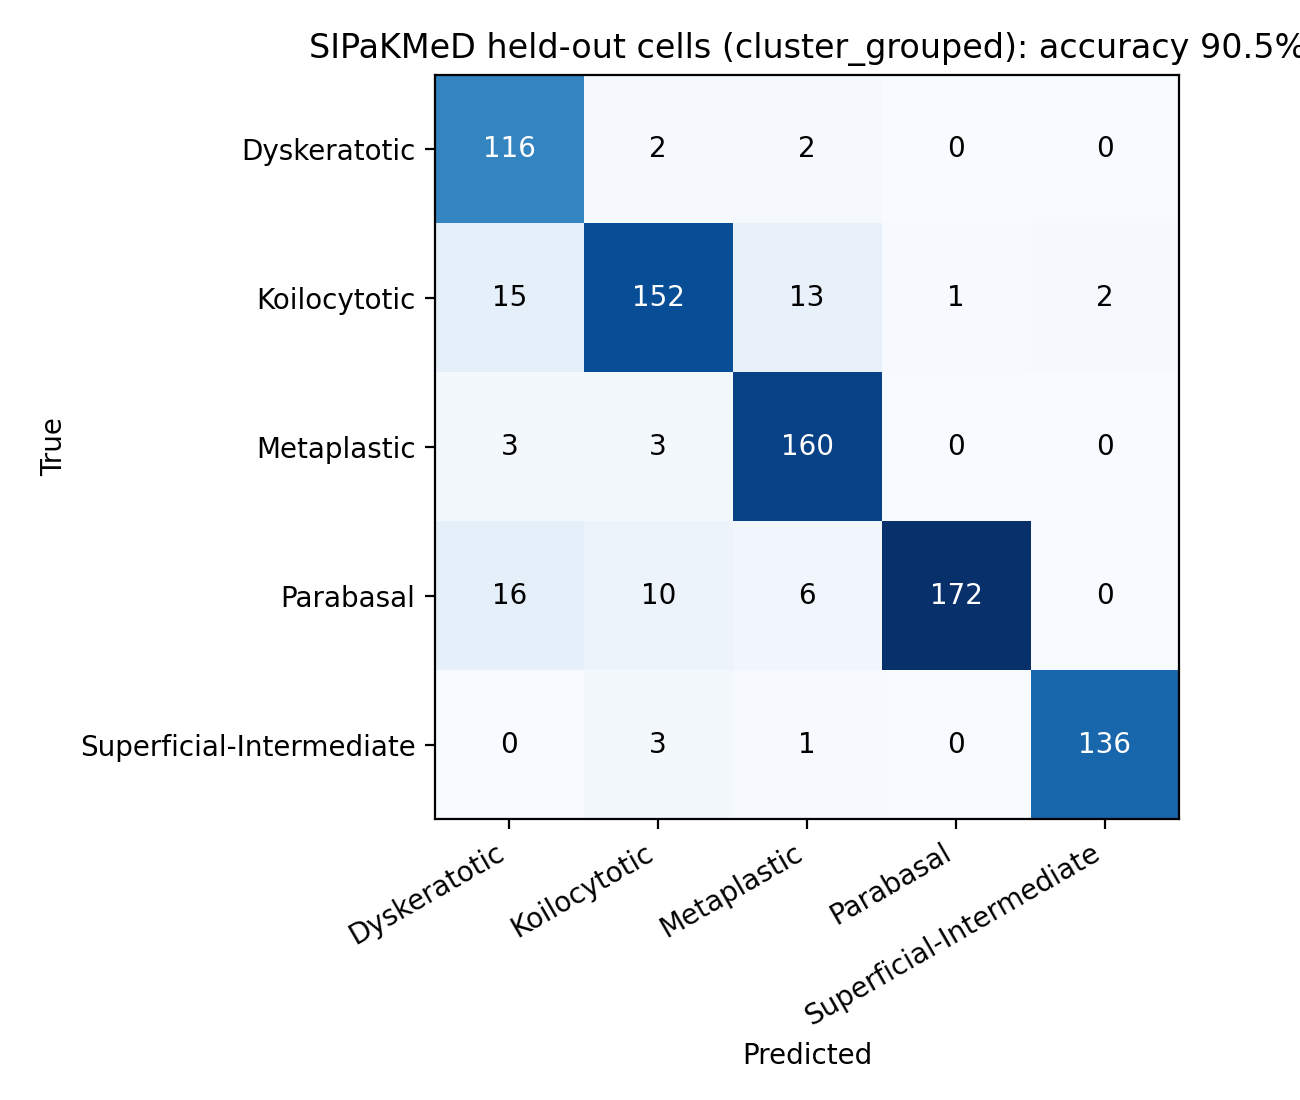 SIPaKMeD held-out cells (cluster_grouped): accuracy 90.5%
Dyskeratotic 116 2 2 0 0
Koilocytotic 15 152 13 1 2
Metaplastic 3 3 160 0 0
Parabasal 16 10 6 172 0
Superficial-Intermediate 0 3 1 0 136
True
Dyskeratotic Koilocytotic Metaplastic Parabasal Superficial-Intermediate
Predicted